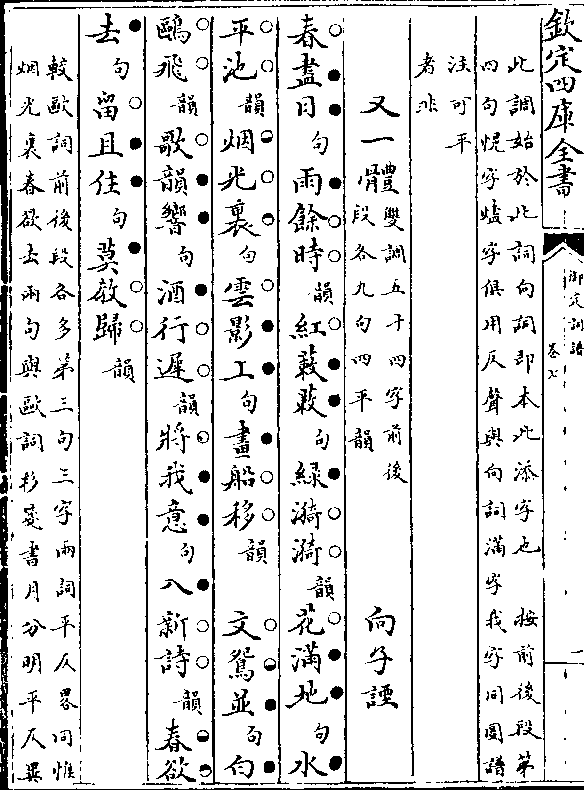 欽定四庫全書
御定詞譜
卷七
此調始於此詞向詞即本此添字也　按前後段第
四句怳字爐字俱用仄聲與向詞滿字我字同圖譜
注可平
者非
又一體雙調五十四字前後
段各九句四平韻　向子諲
春盡日句雨餘時韻紅蔌蔌句綠漪漪韻花滿地句水
平池韻烟光裏句雲影上句畫船移韻　文鴛並句白
鷗飛韻歌韻響句酒行遲韻將我意句入新詩韻春欲
去句留且住句莫教歸韻
較歐詞前後段各多第三句三字兩詞平仄畧同惟
烟光裏春欲去兩句與歐詞杉窻書月分明平仄異